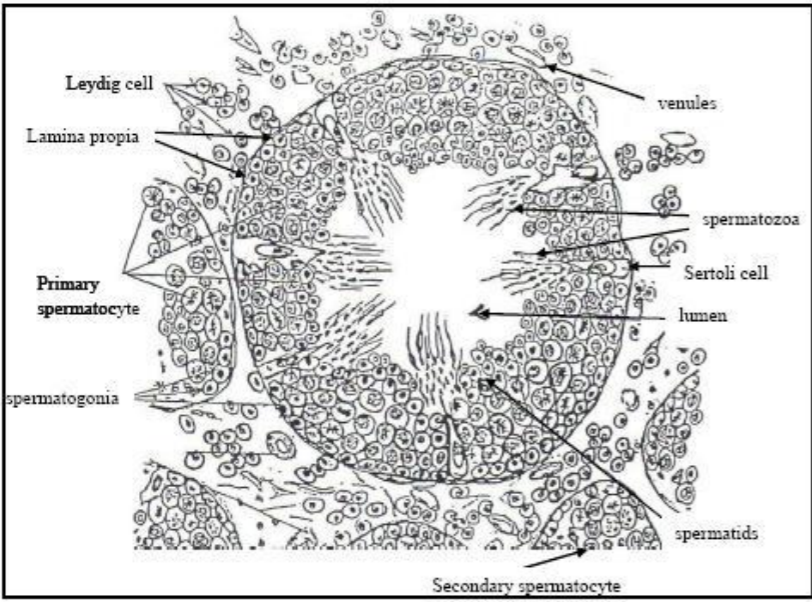 Leydig cell
Lamina propia
Primary
spermatocyte
spermatogonia
venules
spermatozoa
Sertoli cell
lumen
spermatids
Secondary spermatocyte